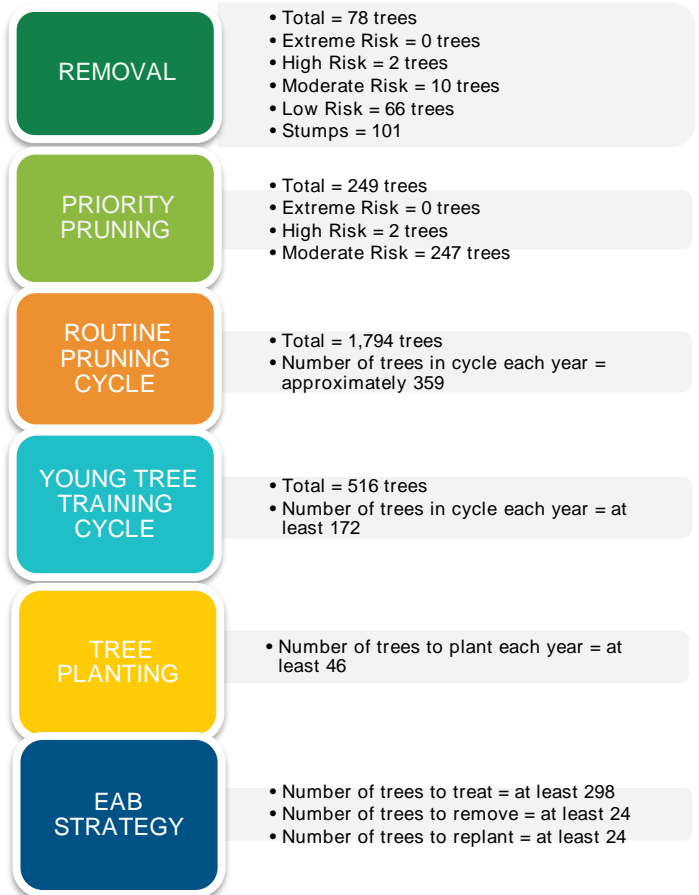 REMOVAL
• Total = 78 trees
• Extreme Risk = 0 trees
• High Risk = 2 trees
• Moderate Risk = 10 trees
• Low Risk = 66 trees
• Stumps = 101
PRIORITY
PRUNING
• Total = 249 trees
• Extreme Risk = 0 trees
• High Risk = 2 trees
• Moderate Risk = 247 trees
ROUTINE
PRUNING
CYCLE
• Total = 1,794 trees
• Number of trees in cycle each year =
approximately 359
YOUNG TREE
TRAINING
CYCLE
• Total = 516 trees
• Number of trees in cycle each year = at
least 172
TREE
PLANTING
• Number of trees to plant each year = at
least 46
EAB
STRATEGY
• Number of trees to treat = at least 298
• Number of trees to remove = at least 24
• Number of trees to replant = at least 24